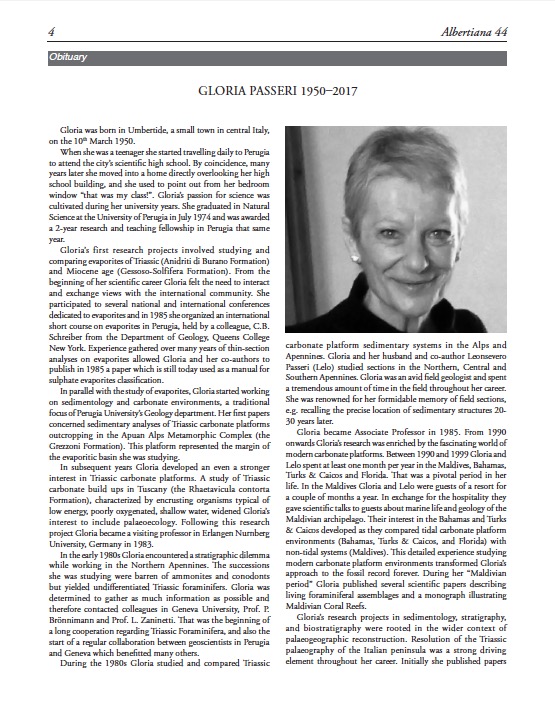 4
Albertiana 44
Obituary
GLORIA PASSERI 1950–2017
Gloria was born in Umbertide, a small town in central Italy,
on the 10th March 1950.
When she was a teenager she started travelling daily to Perugia
to attend the city's scientific high school. By coincidence, many
years later she moved into a home directly overlooking her high
school building, and she used to point out from her bedroom
window "that was my class!". Gloria's passion for science was
cultivated during her university years. She graduated in Natural
Science at the University of Perugia in July 1974 and was awarded
a 2-year research and teaching fellowship in Perugia that same
year.
Gloria's first research projects involved studying and
comparing evaporites of Triassic (Anidriti di Burano Formation)
and Miocene age (Gessoso-Solfifera Formation). From the
beginning of her scientific career Gloria felt the need to interact
and exchange views with the international community. She
participated to several national and international conferences
dedicated to evaporites and in 1985 she organized an international
short course on evaporites in Perugia, held by a colleague, C.B.
Schreiber from the Department of Geology, Queens College
New York. Experience gathered over many years of thin-section
analyses on evaporites allowed Gloria and her co-authors to
publish in 1985 a paper which is still today used as a manual for
sulphate evaporites classification.
In parallel with the study of evaporites, Gloria started working
on sedimentology and carbonate environments, a traditional
focus of Perugia University's Geology department. Her first papers
concerned sedimentary analyses of Triassic carbonate platforms
outcropping in the Apuan Alps Metamorphic Complex (the
Grezzoni Formation). This platform represented the margin of
the evaporitic basin she was studying.
In subsequent years Gloria developed an even a stronger
interest in Triassic carbonate platforms. A study of Triassic
carbonate build ups in Tuscany (the Rhaetavicula contorta
Formation), characterized by encrusting organisms typical of
low energy, poorly oxygenated, shallow water, widened Gloria's
interest to include palaeoecology. Following this research
project Gloria became a visiting professor in Erlangen Nurnberg
University, Germany in 1983.
In the early 1980s Gloria encountered a stratigraphic dilemma
while working in the Northern Apennines. The successions
she was studying were barren of ammonites and conodonts
but yielded undifferentiated Triassic foraminifers. Gloria was
determined to gather as much information as possible and
therefore contacted colleagues in Geneva University, Prof. P.
Brönnimann and Prof. L. Zaninetti. That was the beginning of
a long cooperation regarding Triassic Foraminifera, and also the
start of a regular collaboration between geoscientists in Perugia
and Geneva which benefitted many others.
During the 1980s Gloria studied and compared Triassic
carbonate platform sedimentary systems in the Alps and
Apennines. Gloria and her husband and co-author Leonsevero
Passeri (Lelo) studied sections in the Northern, Central and
Southern Apennines. Gloria was an avid field geologist and spent
a tremendous amount of time in the field throughout her career.
She was renowned for her formidable memory of field sections,
e.g. recalling the precise location of sedimentary structures 20-
30 years later.
Gloria became Associate Professor in 1985. From 1990
onwards Gloria's research was enriched by the fascinating world of
modern carbonate platforms. Between 1990 and 1999 Gloria and
Lelo spent at least one month per year in the Maldives, Bahamas,
Turks & Caicos and Florida. That was a pivotal period in her
life. In the Maldives Gloria and Lelo were guests of a resort for
a couple of months a year. In exchange for the hospitality they
gave scientific talks to guests about marine life and geology of the
Maldivian archipelago. Their interest in the Bahamas and Turks
& Caicos developed as they compared tidal carbonate platform
environments (Bahamas, Turks & Caicos, and Florida) with
non-tidal systems (Maldives). This detailed experience studying
modern carbonate platform environments transformed Gloria's
approach to the fossil record forever. During her "Maldivian
period" Gloria published several scientific papers describing
living foraminiferal assemblages and a monograph illustrating
Maldivian Coral Reefs.
Gloria's research projects in sedimentology, stratigraphy,
and biostratigraphy were rooted in the wider context of
palaeogeographic reconstruction. Resolution of the Triassic
palaeography of the Italian peninsula was a strong driving
element throughout her career. Initially she published papers